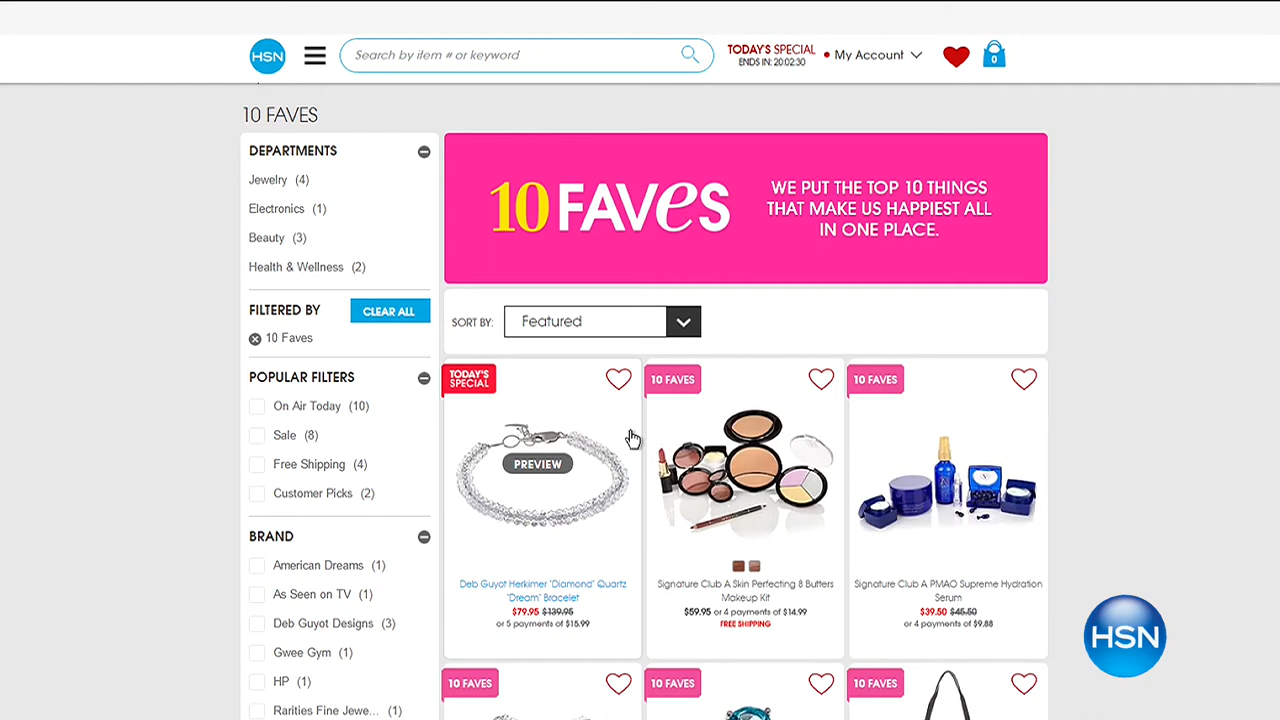 HSN
Search by item # or keyword
TODAY'S SPECIAL
ENDS IN: 20:02:30
My Account
0
10 FAVES
DEPARTMENTS
Jewelry (4)
Electronics (1)
Beauty (3)
Health & Wellness (2)
FILTERED BY
CLEAR ALL
10 Faves
POPULAR FILTERS
On Air Today (10)
Sale (8)
Free Shipping (4)
Customer Picks (2)
BRAND
American Dreams (1)
As Seen on TV (1)
Deb Guyot Designs (3)
Gwee Gym (1)
HP (1)
Rarities Fine Jewe... (1)
10 FAVeS
WE PUT THE TOP 10 THINGS
THAT MAKE US HAPPIEST ALL
IN ONE PLACE.
SORT BY:
Featured
TODAY'S
SPECIAL
PREVIEW
Deb Guyot Herkimer "Diamond" Quartz
"Dream" Bracelet
$79.95 $139.95
or 5 payments of $15.99
10 FAVES
Signature Club A Skin Perfecting 8 Butters
Makeup Kit
$59.95 or 4 payments of $14.99
FREE SHIPPING
10 FAVES
Signature Club A PMAO Supreme Hydration
Serum
$39.50 $45.50
or 4 payments of $9.88
10 FAVES
10 FAVES
10 FAVES
HSN